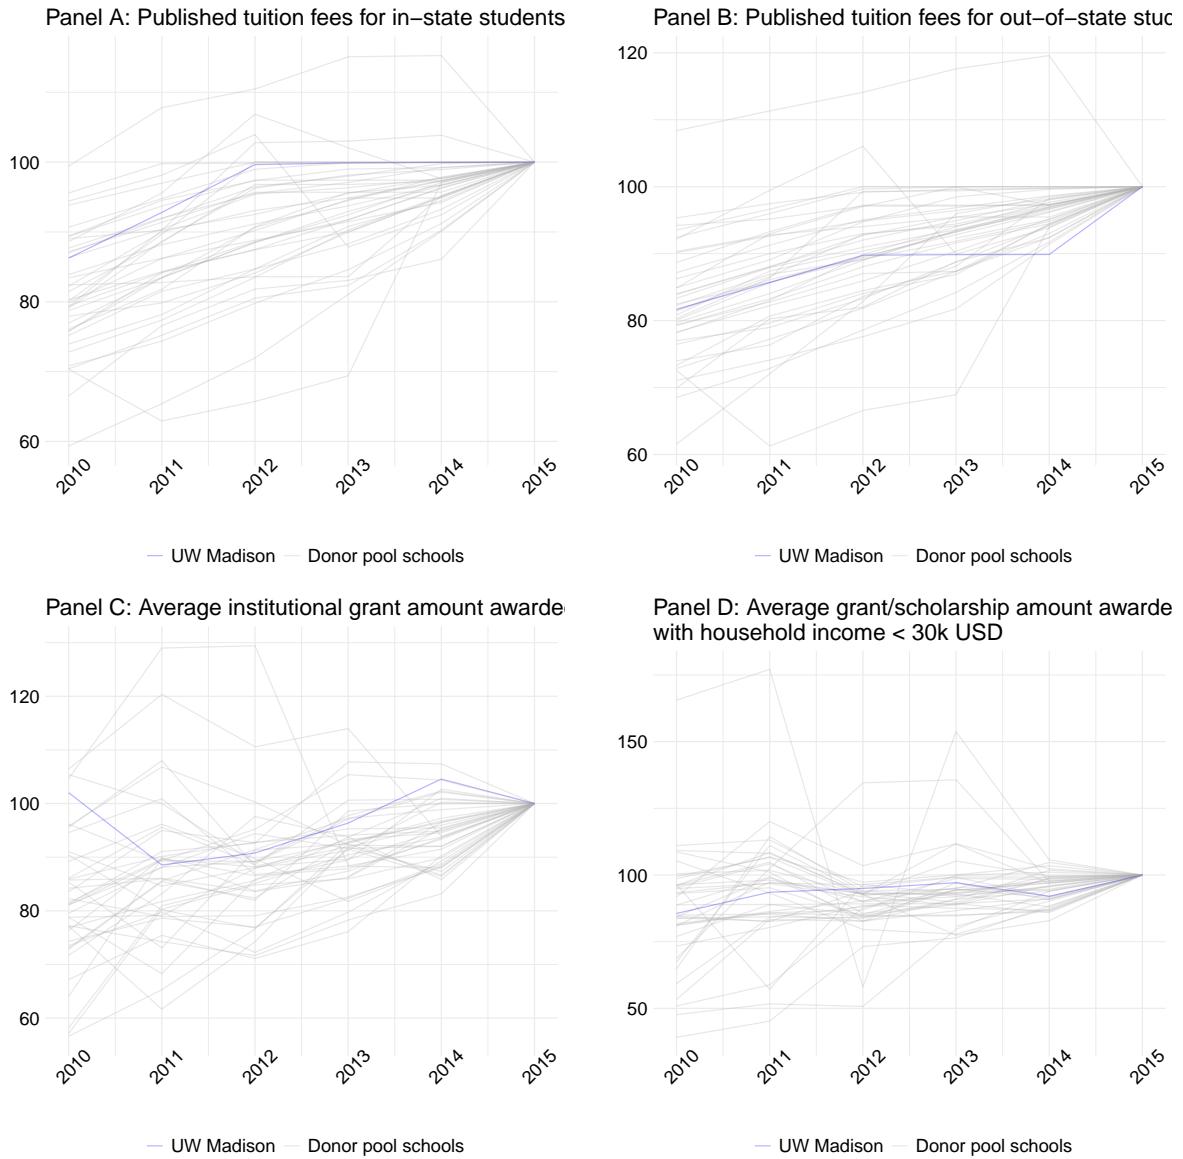 Panel A: Published tuition fees for in−state students
100
80
60
2010 2011 2012 2013 2014 2015
UW Madison Donor pool schools
Panel B: Published tuition fees for out−of−state stud
120
100
80
60
2010 2011 2012 2013 2014 2015
UW Madison Donor pool schools
Panel C: Average institutional grant amount awarde
120
100
80
60
2010 2011 2012 2013 2014 2015
UW Madison Donor pool schools
Panel D: Average grant/scholarship amount awarde
with household income < 30k USD
150
100
50
2010 2011 2012 2013 2014 2015
UW Madison Donor pool schools